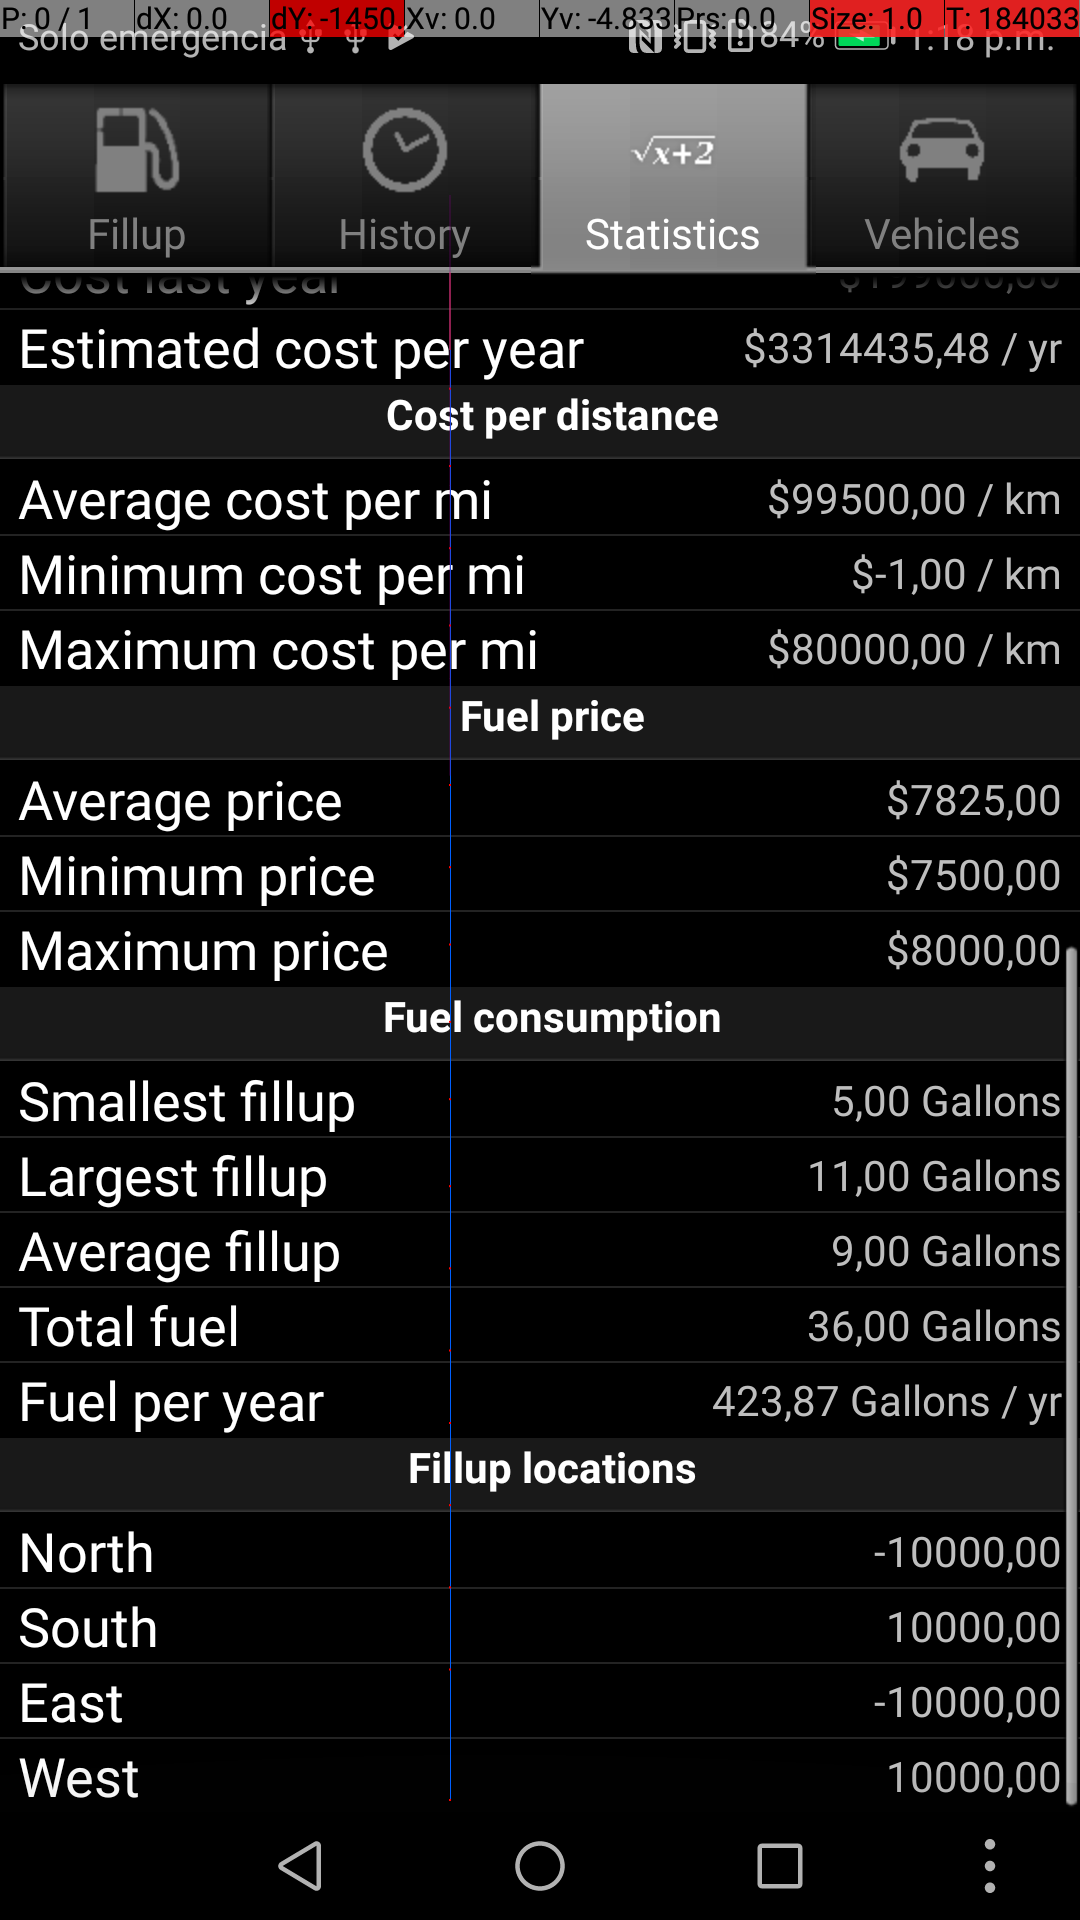 P: 0 / 1 dX: 0.0 dY: -1450. Xv: 0.0 Yv: -4.833 Prs: 0.0 Size: 1.0 T: 184033
Solo emergencia 84% 1:18 p.m.
√x+2
Fillup History Statistics Vehicles
Cost last year $199000,00
Estimated cost per year $3314435,48 / yr
Cost per distance
Average cost per mi $99500,00 / km
Minimum cost per mi $-1,00 / km
Maximum cost per mi $80000,00 / km
Fuel price
Average price $7825,00
Minimum price $7500,00
Maximum price $8000,00
Fuel consumption
Smallest fillup 5,00 Gallons
Largest fillup 11,00 Gallons
Average fillup 9,00 Gallons
Total fuel 36,00 Gallons
Fuel per year 423,87 Gallons / yr
Fillup locations
North -10000,00
South 10000,00
East -10000,00
West 10000,00